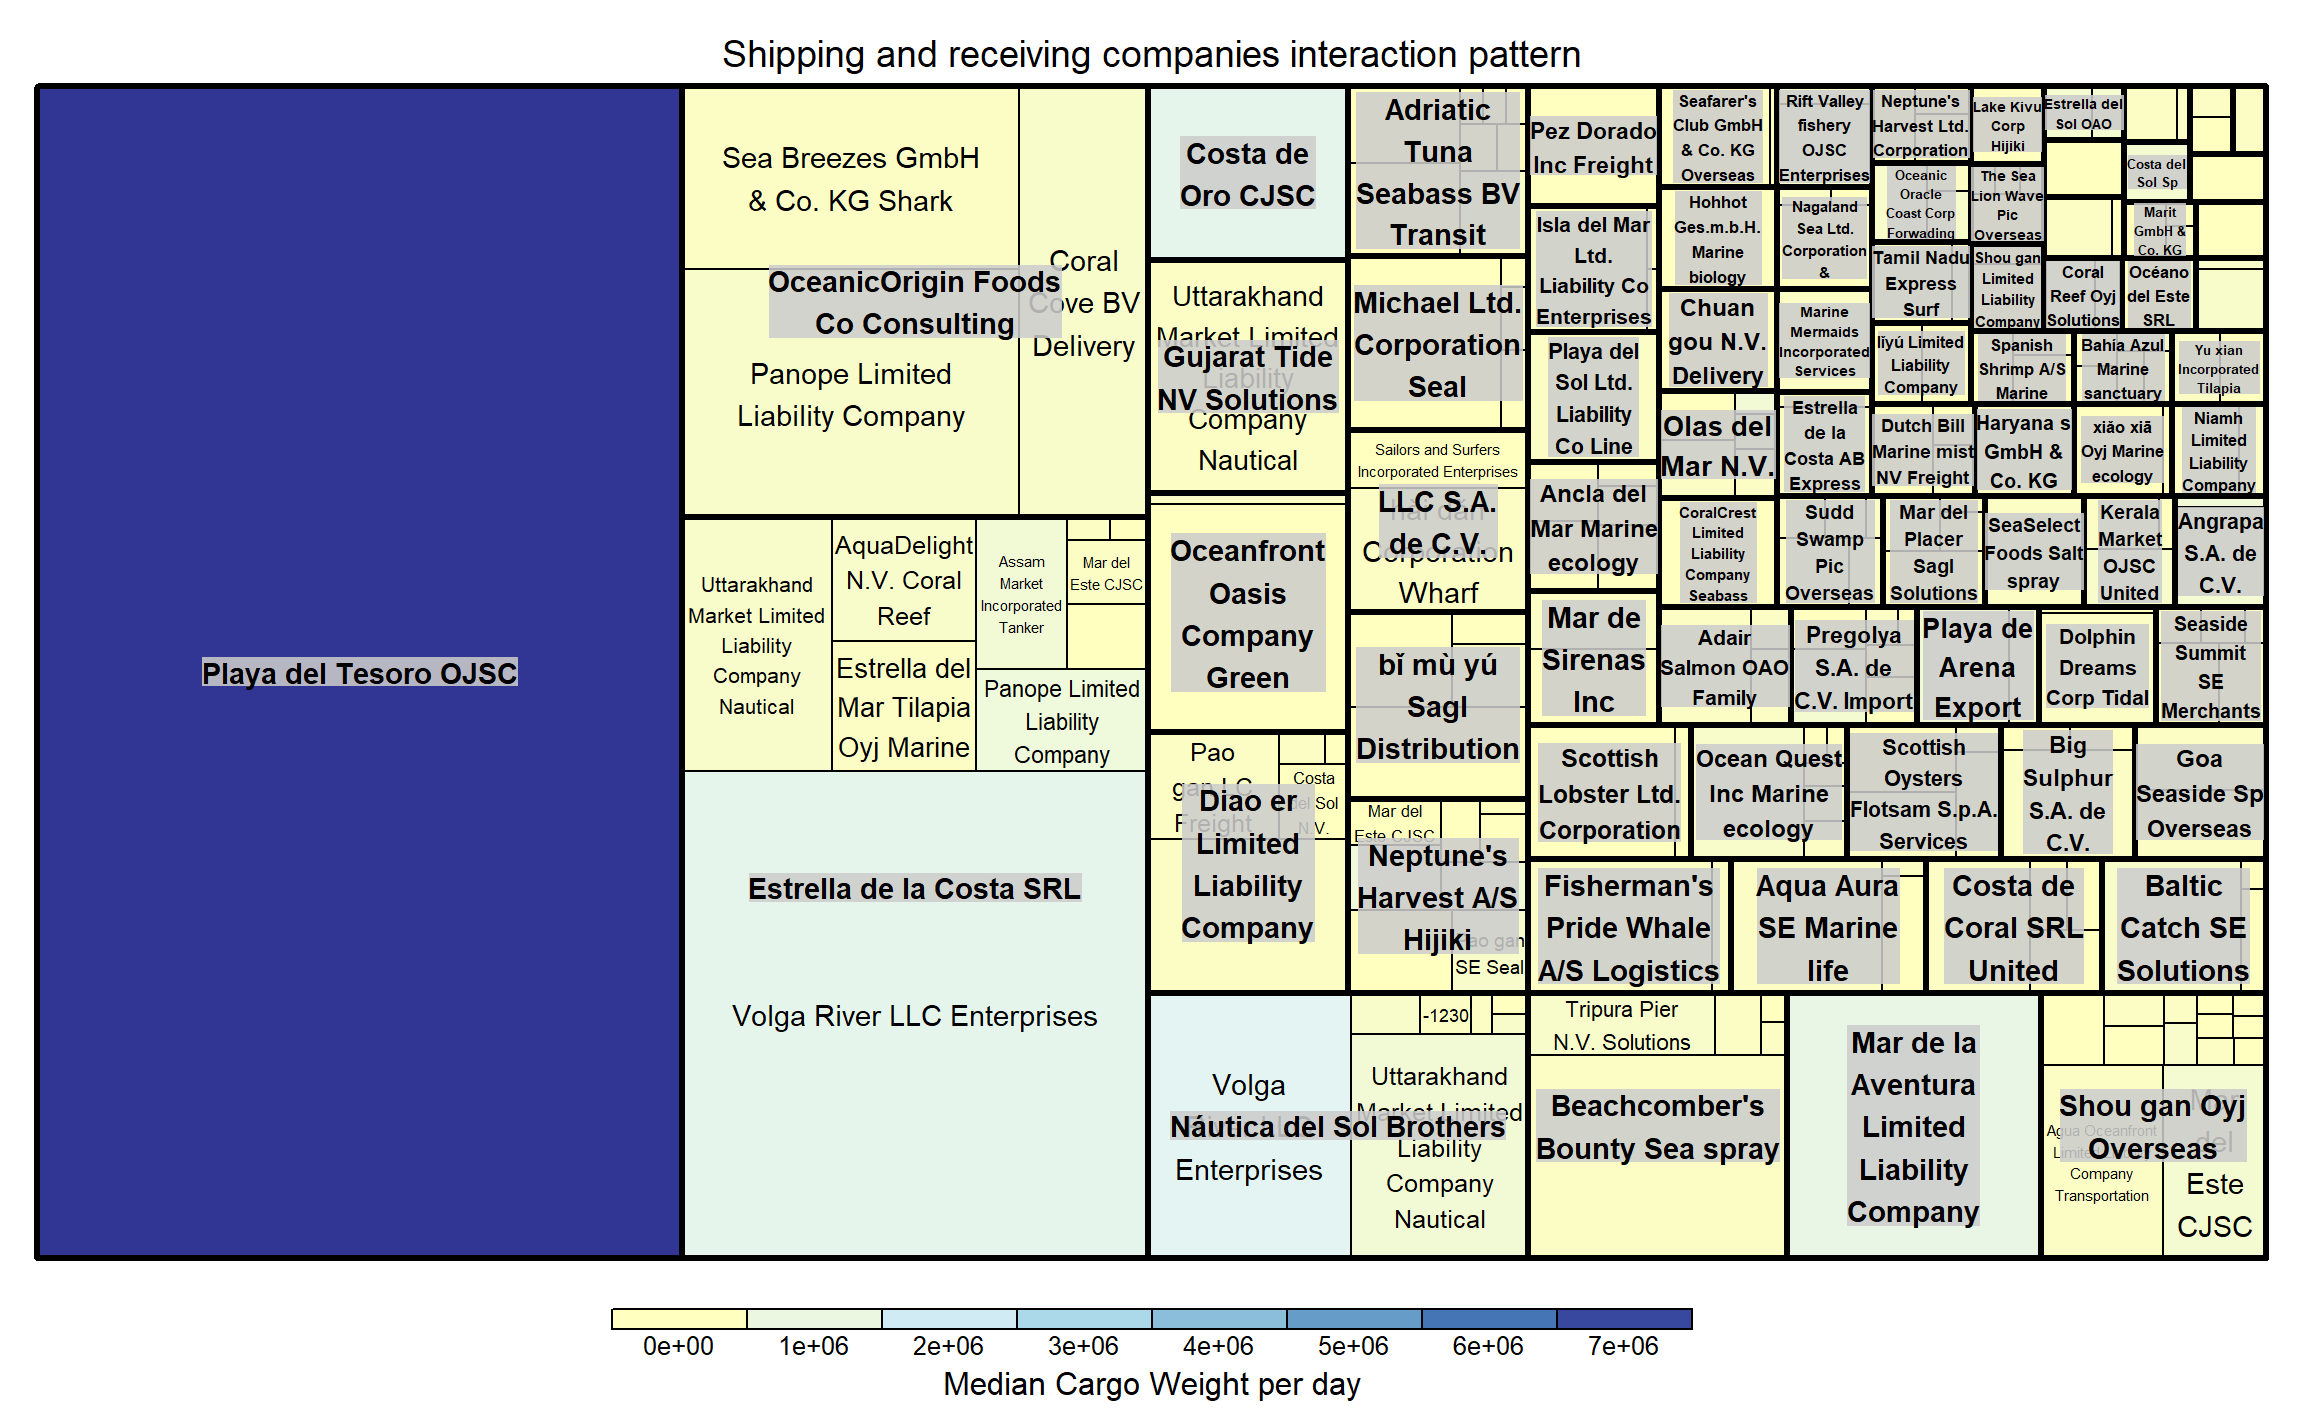 Shipping and receiving companies interaction pattern
Playa del Tesoro OJSC
Sea Breezes GmbH
& Co. KG Shark
Coral
Cove BV
Delivery
OceanicOrigin Foods
Co Consulting
Panope Limited
Liability Company
Uttarakhand
Market Limited
Liability
Company
Nautical
AquaDelight
N.V. Coral
Reef
Estrella del
Mar Tilapia
Oyj Marine
Assam
Market
Incorporated
Tanker
Mar del
Este CJSC
Panope Limited
Liability
Company
Estrella de la Costa SRL
Volga River LLC Enterprises
Costa de
Oro CJSC
Uttarakhand
Market Limited
Liability
Company
Nautical
Gujarat Tide
NV Solutions
Oceanfront
Oasis
Company
Green
Pao
gan LC
Freight
Costa
del Sol
N.V.
Diao er
Limited
Liability
Company
Volga
Enterprises
Náutica del Sol Brothers
-1230
Uttarakhand
Market Limited
Liability
Company
Nautical
Adriatic
Tuna
Seabass BV
Transit
Michael Ltd.
Corporation
Seal
Sailors and Surfers
Incorporated Enterprises
LLC S.A.
de C.V.
Corporation
Wharf
bǐ mù yú
Sagl
Distribution
Mar del
Este CJSC
Neptune's
Harvest A/S
Hijiki
gan
SE Seal
Pez Dorado
Inc Freight
Isla del Mar
Ltd.
Liability Co
Enterprises
Playa del
Sol Ltd.
Liability
Co Line
Ancla del
Mar Marine
ecology
Mar de
Sirenas
Inc
Seafarer's
Club GmbH
& Co. KG
Overseas
Hohhot
Ges.m.b.H.
Marine
biology
Chuan
gou N.V.
Delivery
Olas del
Mar N.V.
CoralCrest
Limited
Liability
Company
Seabass
Rift Valley
fishery
OJSC
Enterprises
Nagaland
Sea Ltd.
Corporation
&
Marine
Mermaids
Incorporated
Services
Estrella
de la
Costa AB
Express
Neptune's
Harvest Ltd.
Corporation
Oceanic
Oracle
Coast Corp
Forwading
Tamil Nadu
Express
Surf
lǐyú Limited
Liability
Company
Dutch Bill
Marine mist
NV Freight
Lake Kivu
Corp
Hijiki
The Sea
Lion Wave
Pic
Overseas
Shou gan
Limited
Liability
Company
Spanish
Shrimp A/S
Marine
Haryana s
GmbH &
Co. KG
Estrella del
Sol OAO
Coral
Reef Oyj
Solutions
Bahía Azul
Marine
sanctuary
xiǎo xiā
Oyj Marine
ecology
Costa del
Sol Sp
Marit
GmbH &
Co. KG
Océano
del Este
SRL
Yu xian
Incorporated
Tilapia
Niamh
Limited
Liability
Company
Sudd
Swamp
Pic
Overseas
Mar del
Placer
Sagl
Solutions
SeaSelect
Foods Salt
spray
Kerala
Market
OJSC
United
Angrapa
S.A. de
C.V.
Adair
Salmon OAO
Family
Pregolya
S.A. de
C.V. Import
Playa de
Arena
Export
Dolphin
Dreams
Corp Tidal
Seaside
Summit
SE
Merchants
Scottish
Lobster Ltd.
Corporation
Ocean Quest
Inc Marine
ecology
Scottish
Oysters
Flotsam S.p.A.
Services
Big
Sulphur
S.A. de
C.V.
Goa
Seaside Sp
Overseas
Fisherman's
Pride Whale
A/S Logistics
Aqua Aura
SE Marine
life
Costa de
Coral SRL
United
Baltic
Catch SE
Solutions
Tripura Pier
N.V. Solutions
Beachcomber's
Bounty Sea spray
Mar de la
Aventura
Limited
Liability
Company
Shou gan Oyj
Overseas
Agua Oceanfront
Company
Transportation
Mar
del
Este
CJSC
0e+00 1e+06 2e+06 3e+06 4e+06 5e+06 6e+06 7e+06
Median Cargo Weight per day